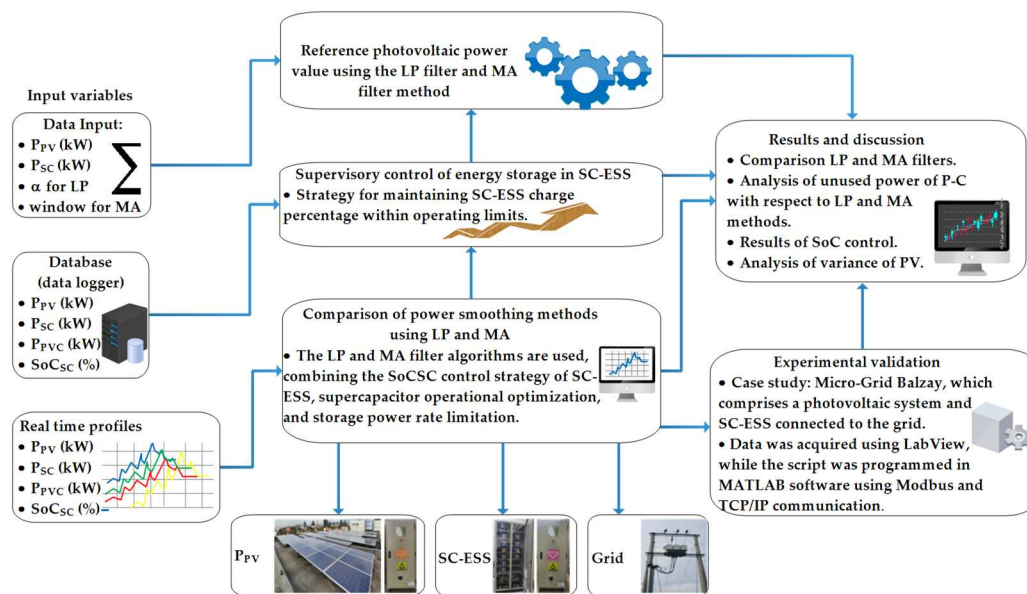 Reference photovoltaic power
value using the LP filter and MA
filter method
Input variables
Data Input:
• PPV (kW)
• PSC (kW)
• α for LP
• window for MA
∑
Supervisory control of energy storage in SC-ESS
• Strategy for maintaining SC-ESS charge
percentage within operating limits.
Results and discussion
• Comparison LP and MA filters.
• Analysis of unused power of P-C
with respect to LP and MA
methods.
• Results of SoC control.
• Analysis of variance of PV.
Database
(data logger)
• PPV (kW)
• PSC (kW)
• PPVC (kW)
• SoCSC (%)
Comparison of power smoothing methods
using LP and MA
• The LP and MA filter algorithms are used,
combining the SoCSC control strategy of SC-
ESS, supercapacitor operational optimization,
and storage power rate limitation.
Experimental validation
• Case study: Micro-Grid Balzay, which
comprises a photovoltaic system and
SC-ESS connected to the grid.
• Data was acquired using LabView,
while the script was programmed in
MATLAB software using Modbus and
TCP/IP communication.
Real time profiles
• PPV (kW)
• PSC (kW)
• PPVC (kW)
• SoCSC (%)
PPV
SC-ESS
Grid